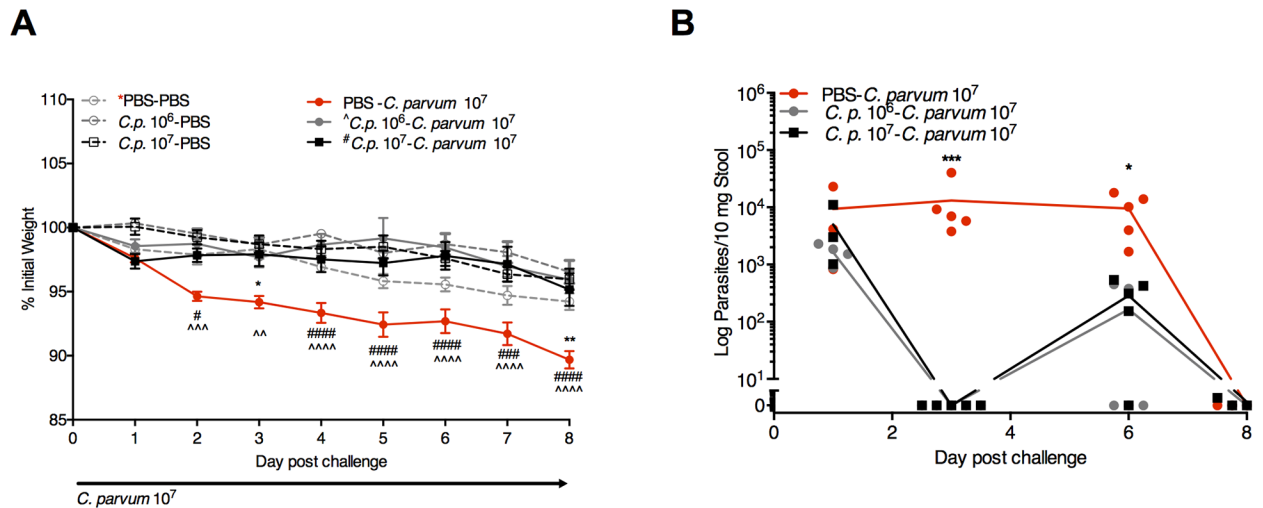 A
110
*PBS-PBS
C.p. 10⁶-PBS
C.p. 10⁷-PBS
PBS - C. parvum 10⁷
^C.p. 10⁶-C. parvum 10⁷
#C.p. 10⁷-C. parvum 10⁷
105
100
95
90
85
% Initial Weight
*
**
#
^^^
^^
####
^^^^
####
^^^^
####
^^^^
###
^^^^
####
^^^^
0 1 2 3 4 5 6 7 8
Day post challenge
C. parvum 10⁷
B
PBS-C. parvum 10⁷
C. p. 10⁶-C. parvum 10⁷
C. p. 10⁷-C. parvum 10⁷
10⁶
10⁵
10⁴
10³
10²
10¹
0
Log Parasites/10 mg Stool
***
*
0 2 4 6 8
Day post challenge